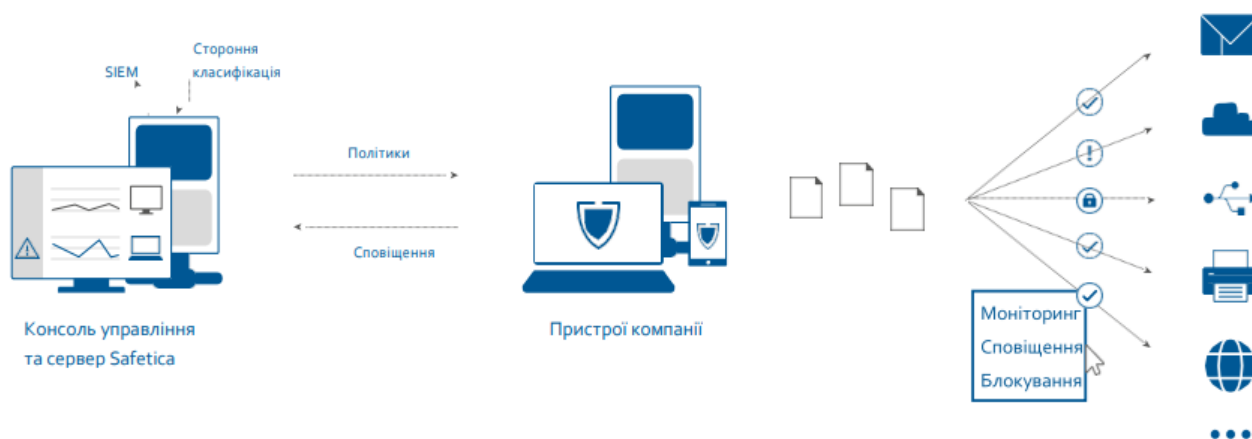 Стороння
класифікація
SIEM
Політики
Сповіщення
Консоль управління
та сервер Safetica
Пристрої компанії
Моніторинг
Сповіщення
Блокування